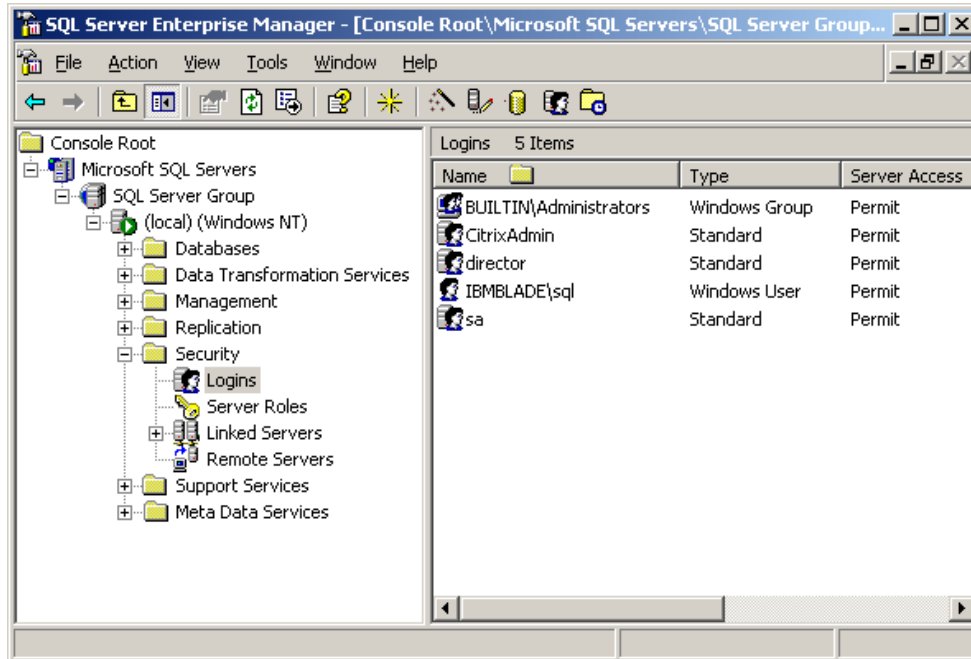 SQL Server Enterprise Manager - [Console Root\Microsoft SQL Servers\SQL Server Group...
File Action View Tools Window Help
Console Root
Microsoft SQL Servers
SQL Server Group
(local) (Windows NT)
Databases
Data Transformation Services
Management
Replication
Security
Logins
Server Roles
Linked Servers
Remote Servers
Support Services
Meta Data Services
Logins 5 Items
Name Type Server Access
BUILTIN\Administrators Windows Group Permit
CitrixAdmin Standard Permit
director Standard Permit
IBMBLADE\sql Windows User Permit
sa Standard Permit